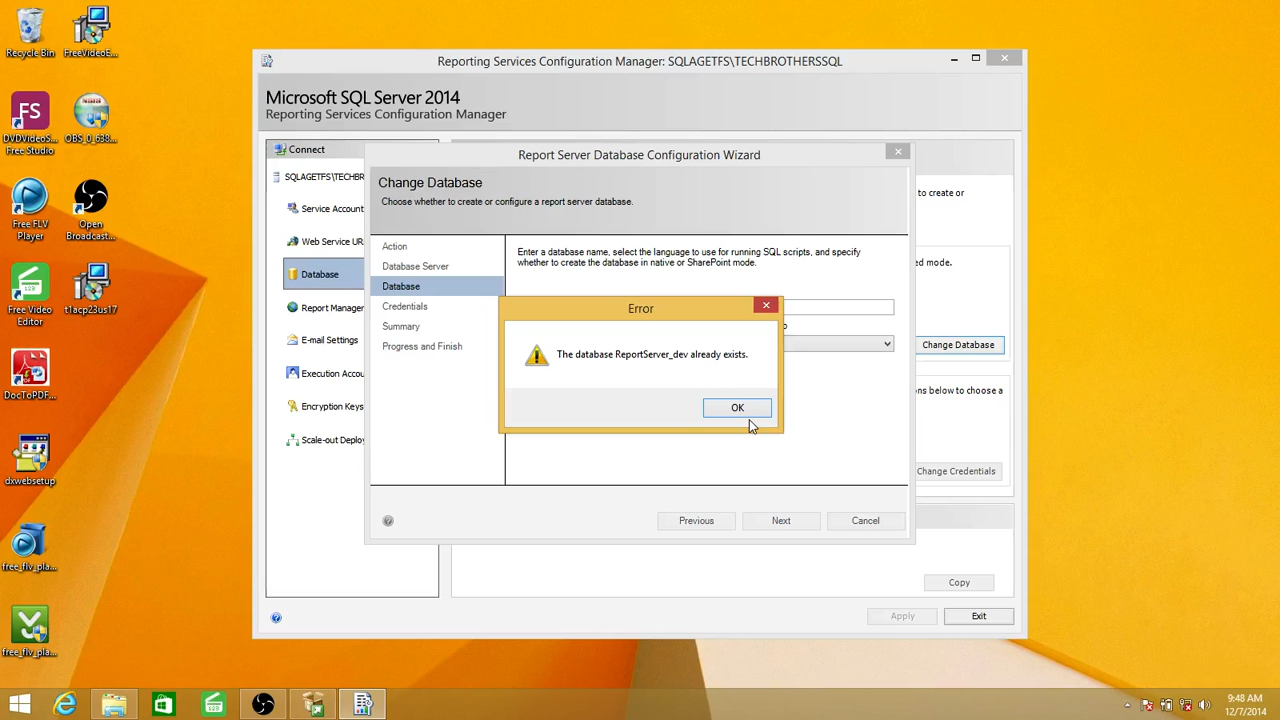 Recycle Bin
FreeVideoE...
DVDVideoS...
Free Studio
OBS_0_638...
Free FLV
Player
Open
Broadcast...
Free Video
Editor
t1acp23us17
DocToPDF...
dxwebsetup
free_flv_pla...
free_flv_pla...
Reporting Services Configuration Manager: SQLAGETFS\TECHBROTHERSSQL
Microsoft SQL Server 2014
Reporting Services Configuration Manager
Connect
SQLAGETFS\TECHBR
Service Account
Web Service UR
Database
Report Manager
E-mail Settings
Execution Accou
Encryption Keys
Scale-out Deploy
Report Server Database Configuration Wizard
Change Database
Choose whether to create or configure a report server database.
Action
Database Server
Database
Credentials
Summary
Progress and Finish
Enter a database name, select the language to use for running SQL scripts, and specify
whether to create the database in native or SharePoint mode.
Error
The database ReportServer_dev already exists.
OK
Previous
Next
Cancel
to create or
ed mode.
Change Database
ons below to choose a
Change Credentials
Copy
Apply
Exit
9:48 AM
12/7/2014